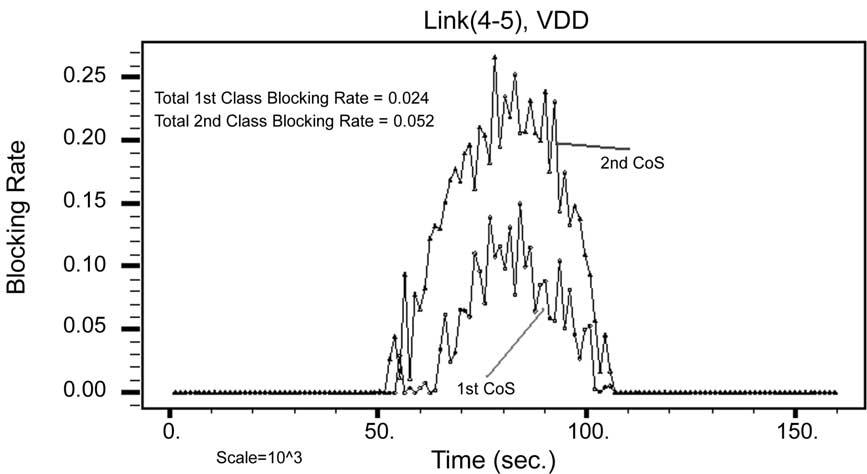 Link(4-5), VDD
Total 1st Class Blocking Rate = 0.024
Total 2nd Class Blocking Rate = 0.052
Blocking Rate
0.25
0.20
0.15
0.10
0.05
0.00
2nd CoS
1st CoS
0.
50.
100.
150.
Scale=10^3
Time (sec.)